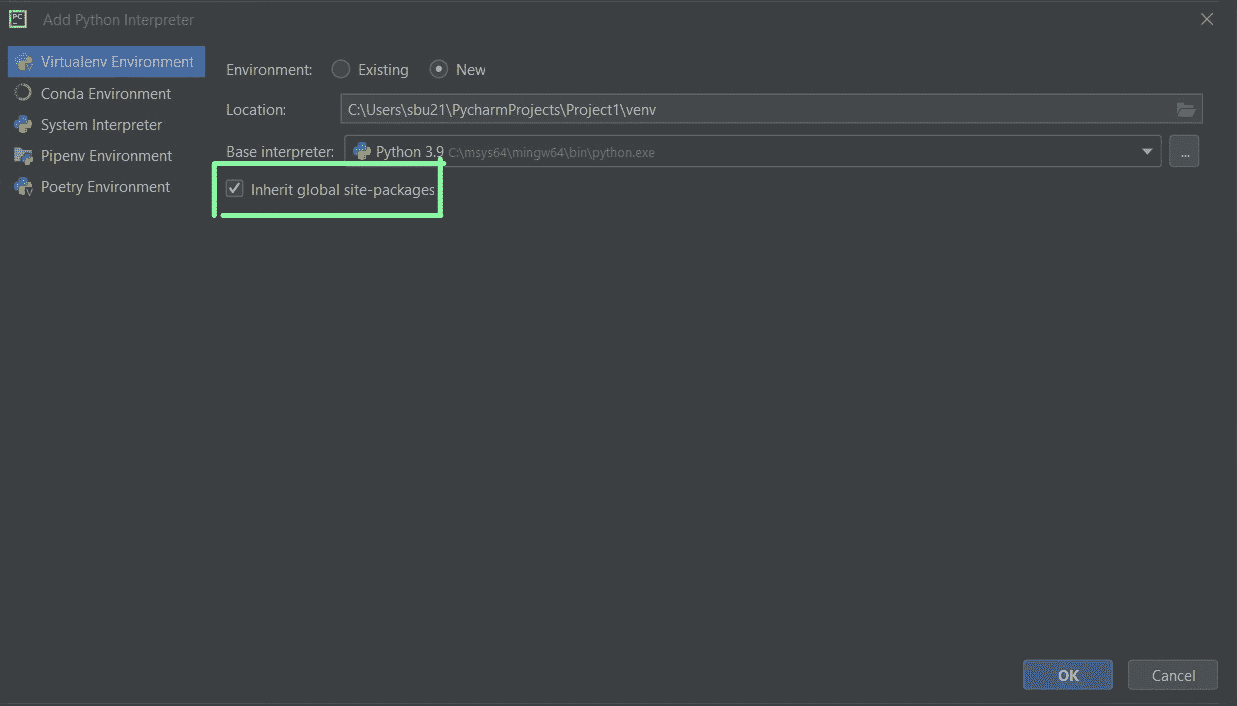 PC Add Python Interpreter
Virtualenv Environment
Conda Environment
System Interpreter
Pipenv Environment
Poetry Environment
Environment: Existing New
Location: C:\Users\sbu21\PycharmProjects\Project1\venv
Base interpreter: Python 3.9 C:\msys64\mingw64\bin\python.exe ...
Inherit global site-packages
OK Cancel